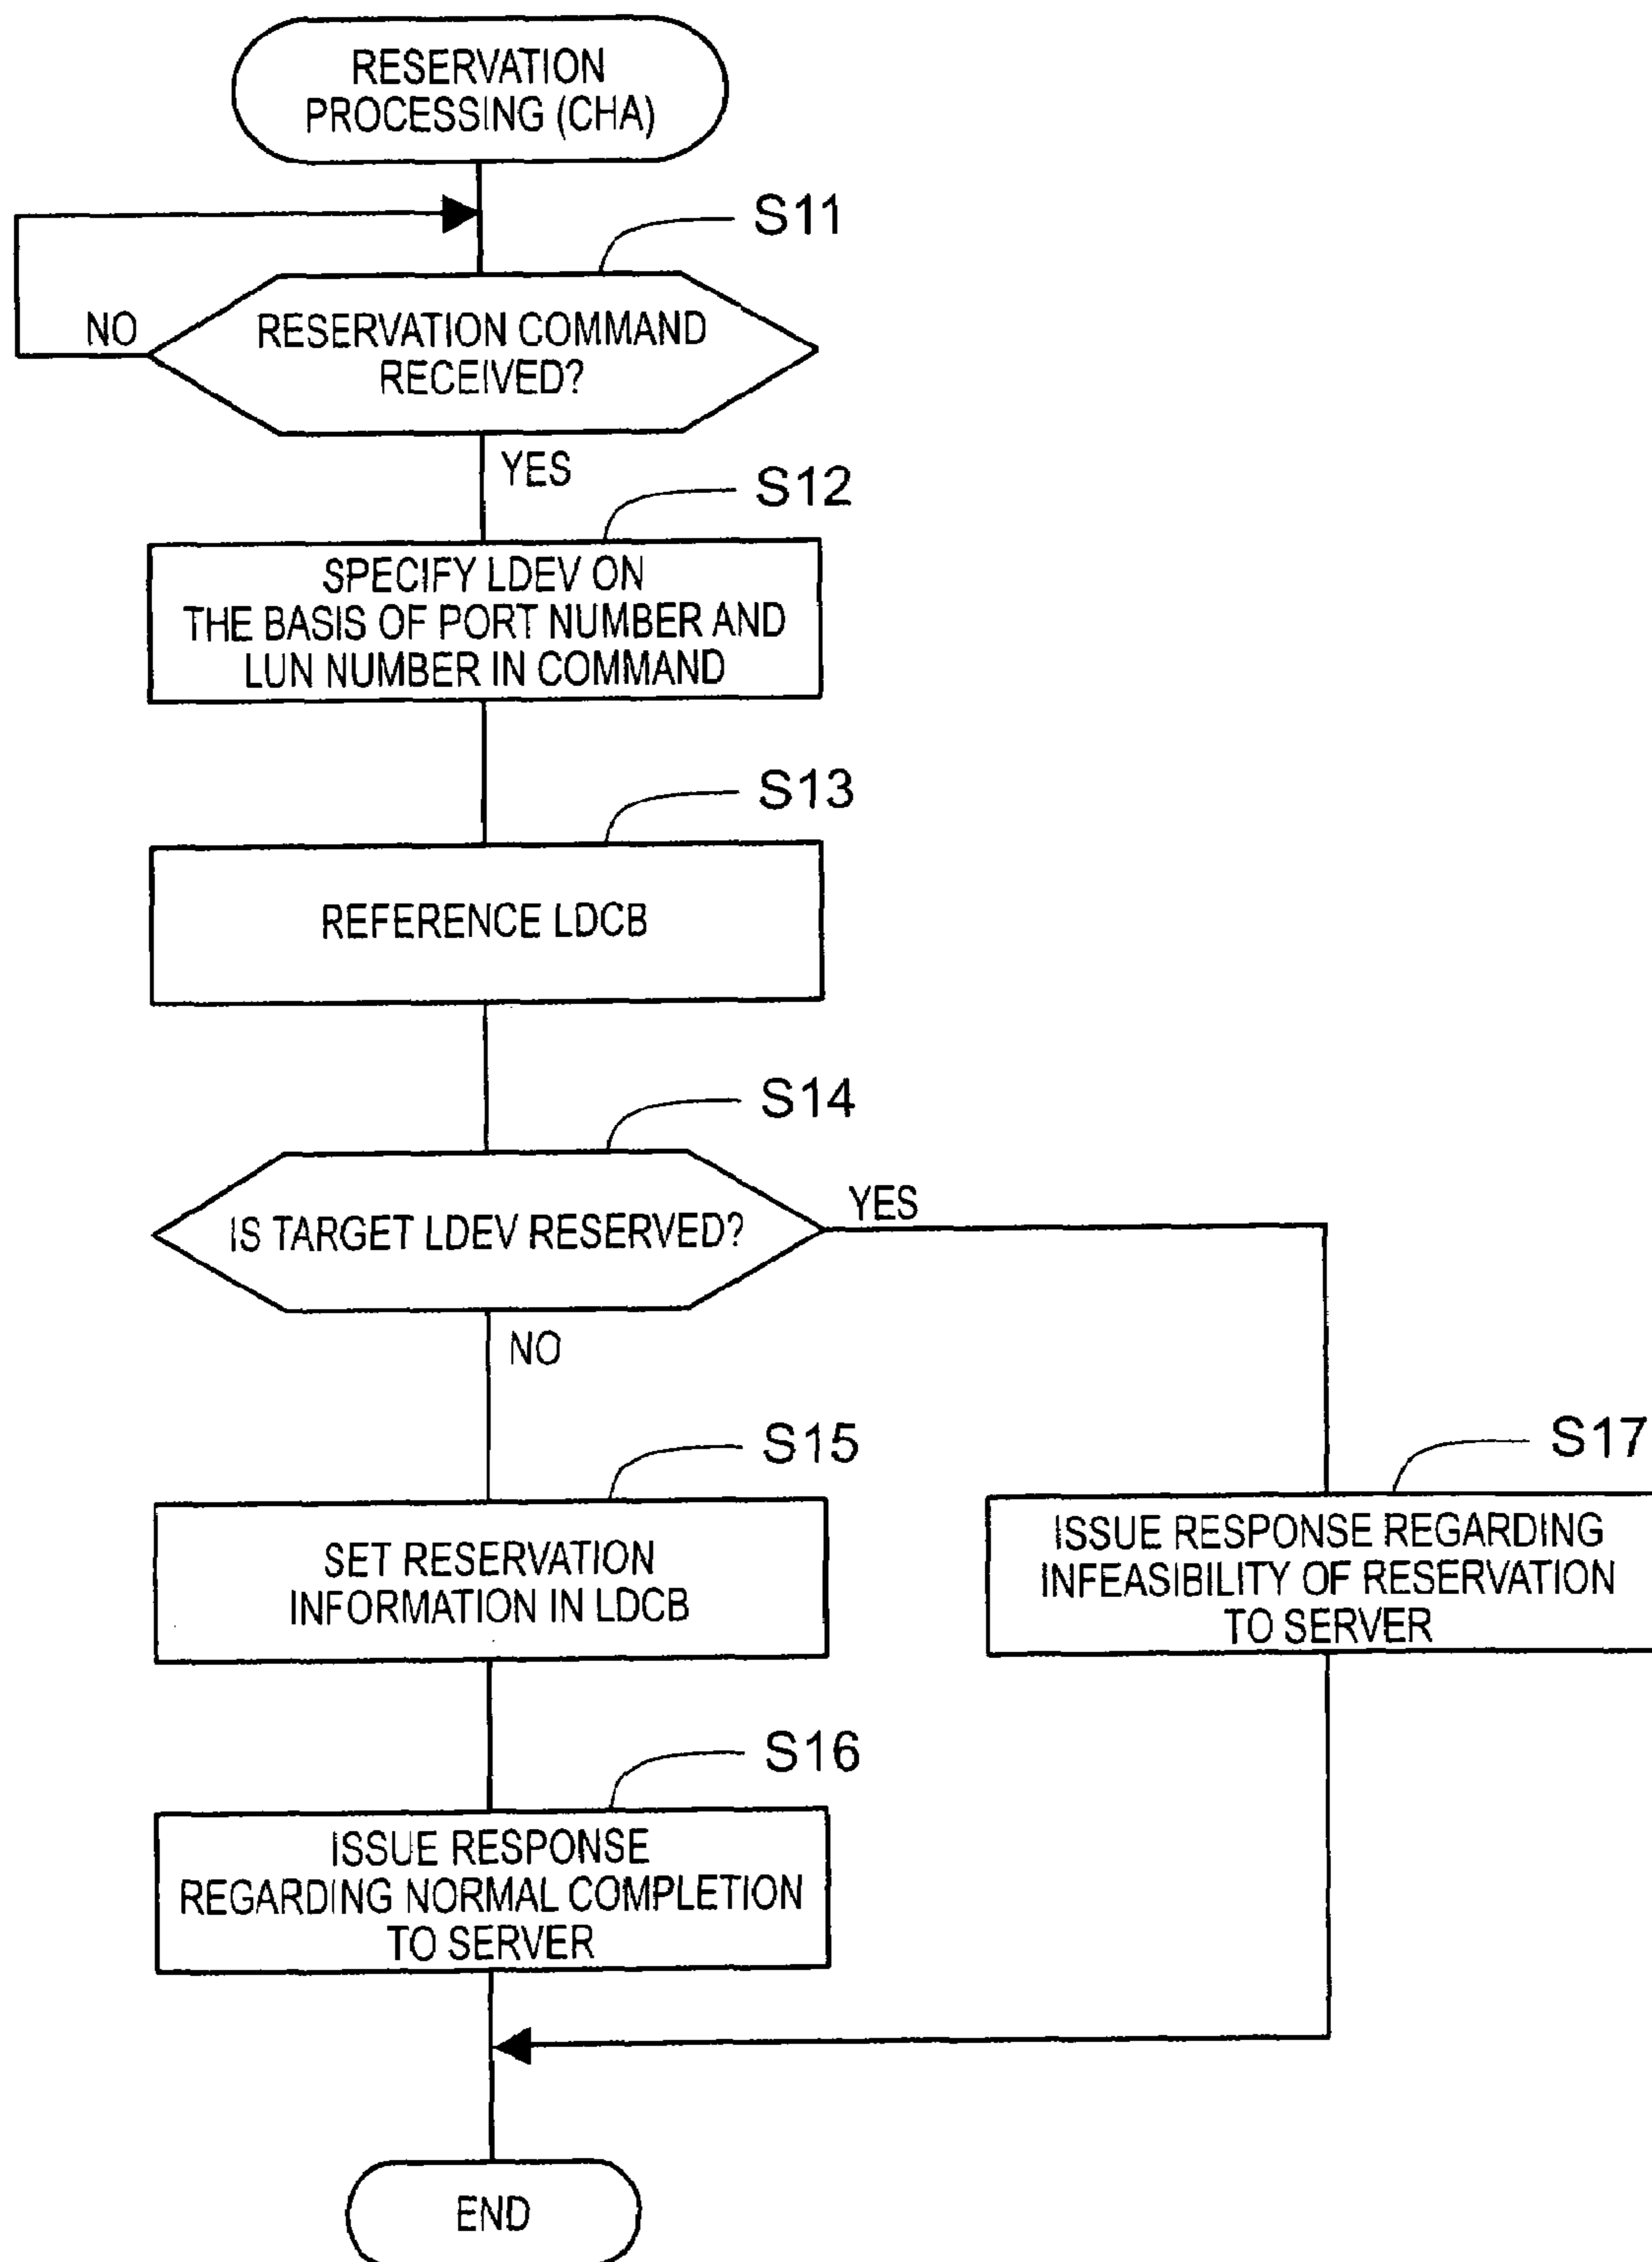 RESERVATION
PROCESSING (CHA)
S11
NO
RESERVATION COMMAND
RECEIVED?
YES
S12
SPECIFY LDEV ON
THE BASIS OF PORT NUMBER AND
LUN NUMBER IN COMMAND
S13
REFERENCE LDCB
S14
IS TARGET LDEV RESERVED?
YES
NO
S15
SET RESERVATION
INFORMATION IN LDCB
S17
ISSUE RESPONSE REGARDING
INFEASIBILITY OF RESERVATION
TO SERVER
S16
ISSUE RESPONSE
REGARDING NORMAL COMPLETION
TO SERVER
END